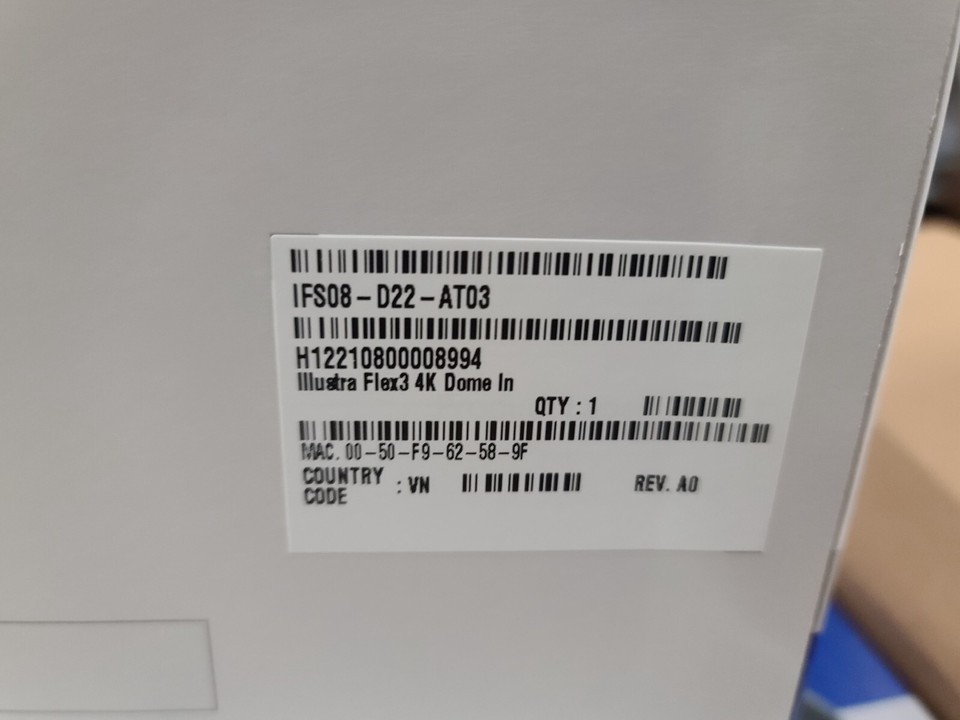 IFS08-D22-AT03
H12210800008994
Illustra Flex3 4K Dome In
QTY : 1
MAC. 00-50-F9-62-58-9F
COUNTRY CODE : VN REV. A0